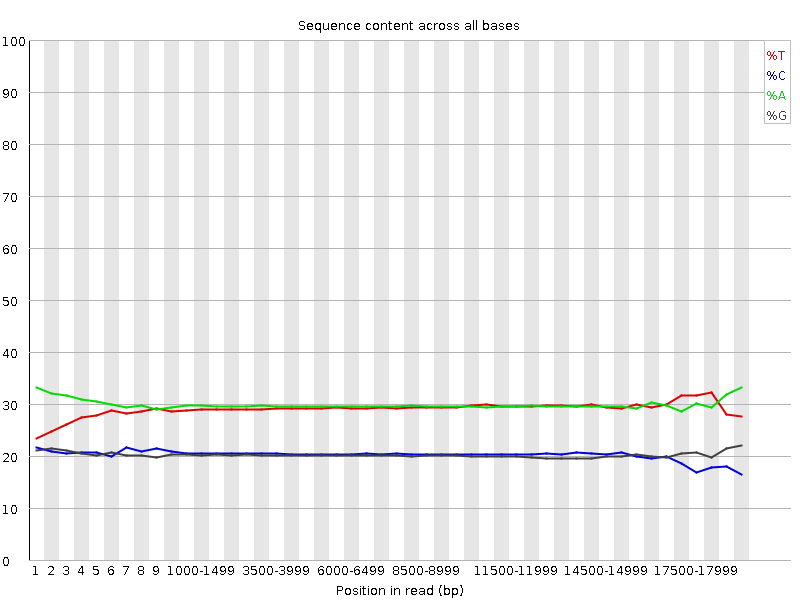 Sequence content across all bases
100
90
80
70
60
50
40
30
20
10
0
%T
%C
%A
%G
1 2 3 4 5 6 7 8 9 1000-1499 3500-3999 6000-6499 8500-8999 11500-11999 14500-14999 17500-17999
Position in read (bp)